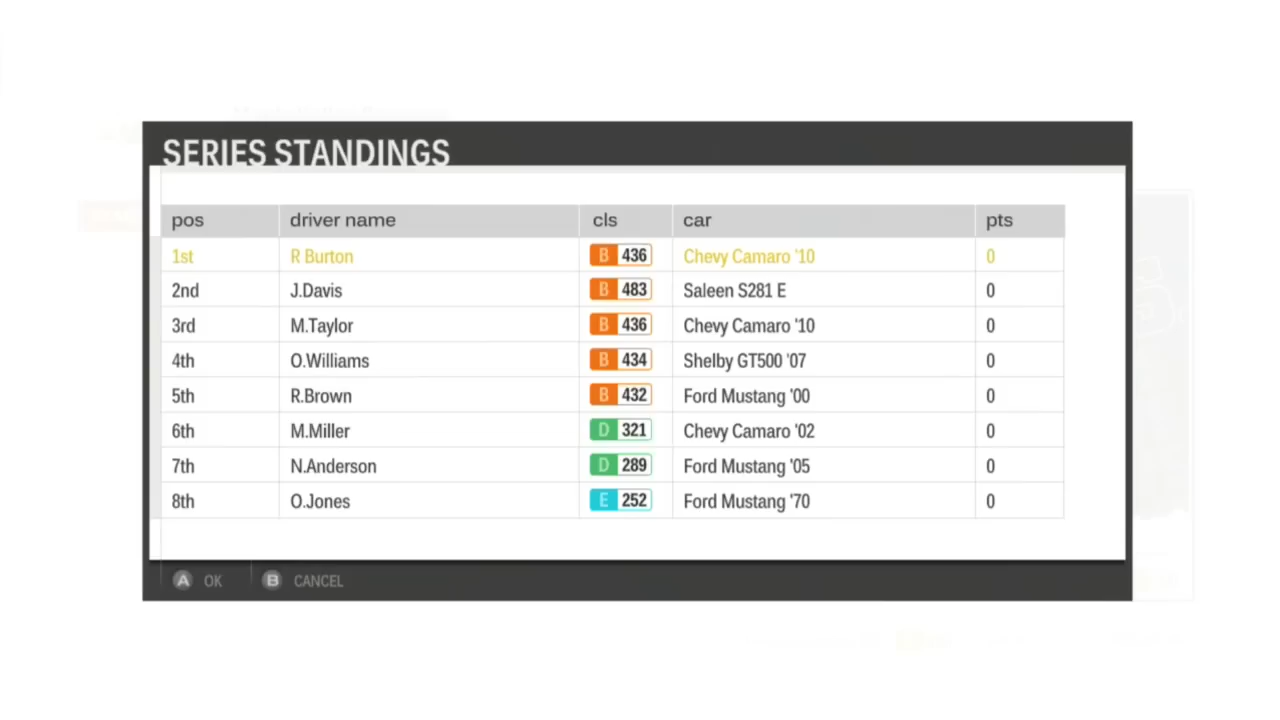 SERIES STANDINGS
pos driver name cls car pts
1st R Burton B 436 Chevy Camaro '10 0
2nd J.Davis B 483 Saleen S281 E 0
3rd M.Taylor B 436 Chevy Camaro '10 0
4th O.Williams B 434 Shelby GT500 '07 0
5th R.Brown B 432 Ford Mustang '00 0
6th M.Miller D 321 Chevy Camaro '02 0
7th N.Anderson D 289 Ford Mustang '05 0
8th O.Jones E 252 Ford Mustang '70 0
A OK B CANCEL